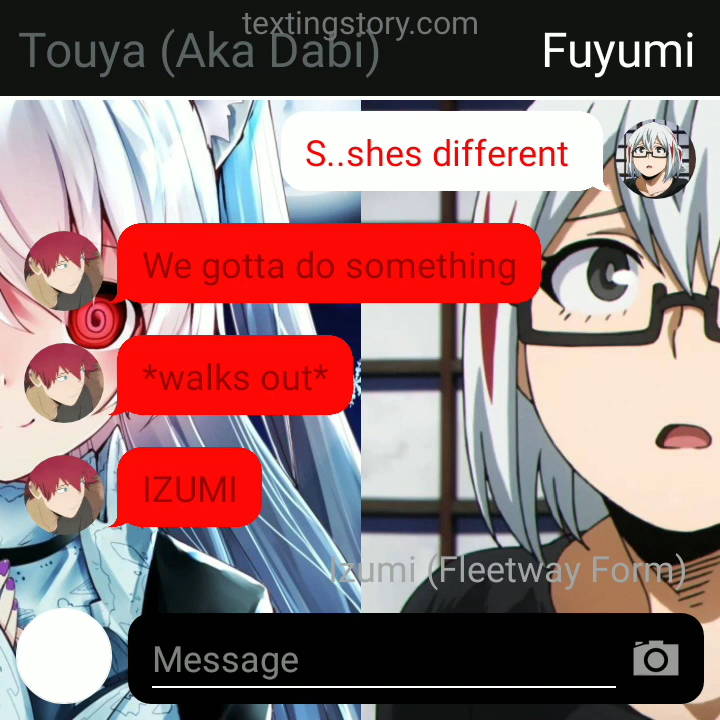 textingstory.com
Touya (Aka Dabi)
Fuyumi
S..shes different
We gotta do something
*walks out*
IZUMI
Izumi (Fleetway Form)
Message